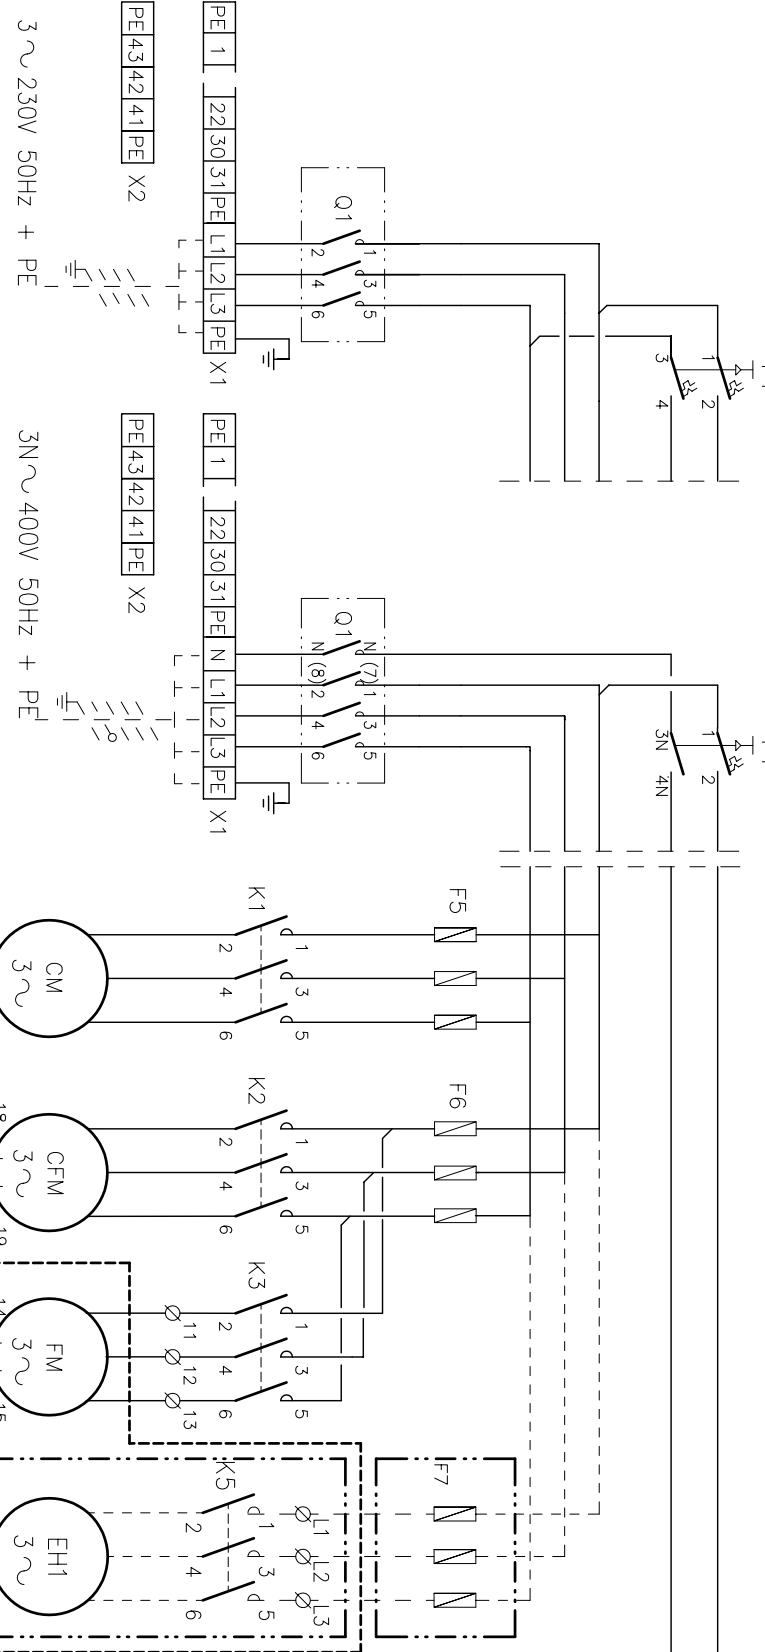 3 ~ 230V 50Hz + PE
PE 43 42 41 PE X2
PE 1 22 30 31 PE L1 L2 L3 PE X1
Q1
2 4 6
1 3 5
3 4
1 2
3N ~ 400V 50Hz + PE
PE 43 42 41 PE X2
PE 1 22 30 31 PE N L1 L2 L3 PE X1
Q1
N (8) 2 4 6
N (7) 1 3 5
3N 4N
1 2
F5
K1
1 3 5
2 4 6
CM
3 ~
F6
K2
1 3 5
2 4 6
CFM
3 ~
18 19
K3
1 3 5
2 4 6
11 12 13
FM
3 ~
14 15
F7
L1 L2 L3
K5
1 3 5
2 4 6
EH1
3 ~